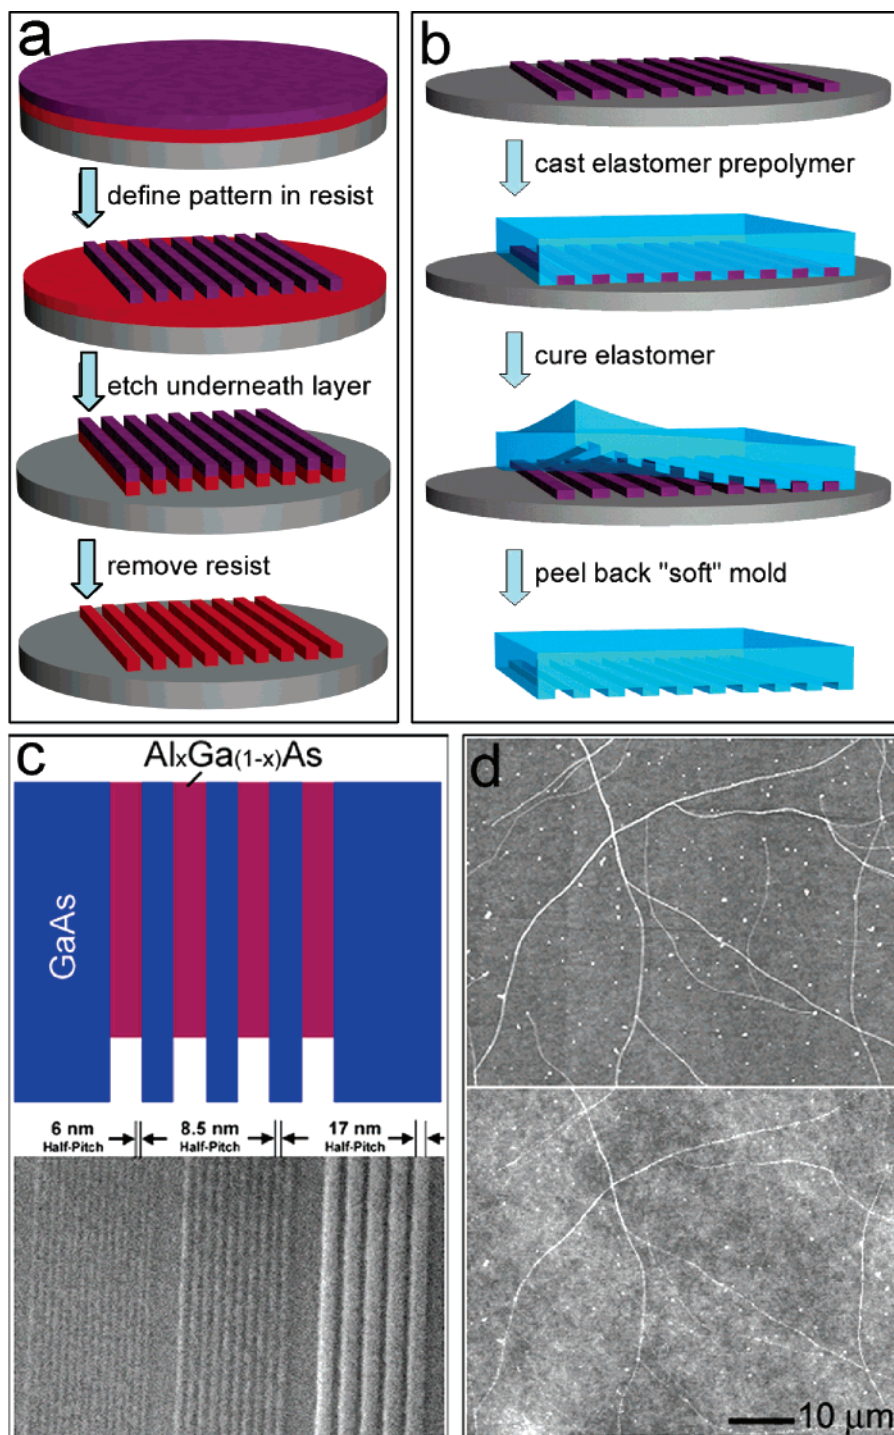 a
define pattern in resist
etch underneath layer
remove resist
b
cast elastomer prepolymer
cure elastomer
peel back "soft" mold
c
AlxGa(1-x)As
GaAs
6 nm
Half-Pitch
8.5 nm
Half-Pitch
17 nm
Half-Pitch
d
10 µm